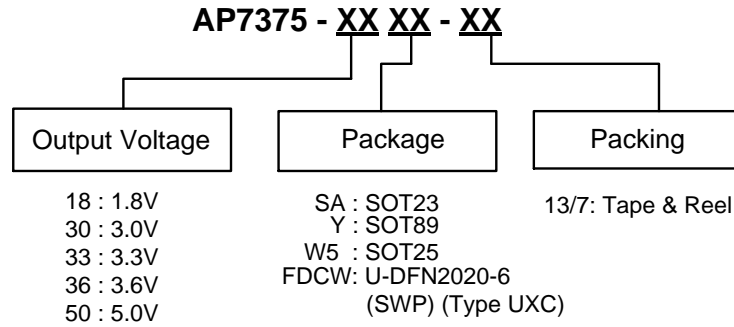 AP7375 - XX XX - XX
Output Voltage
18 : 1.8V
30 : 3.0V
33 : 3.3V
36 : 3.6V
50 : 5.0V
Package
SA : SOT23
Y : SOT89
W5 : SOT25
FDCW: U-DFN2020-6
(SWP) (Type UXC)
Packing
13/7: Tape & Reel